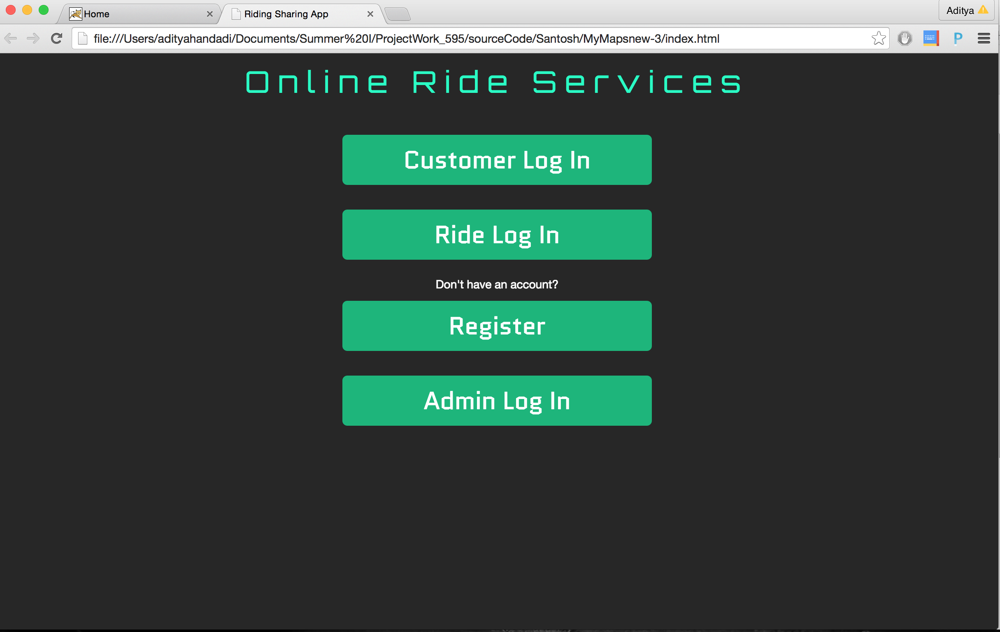 Home
Riding Sharing App
Aditya
file:///Users/adityahandadi/Documents/Summer%20I/ProjectWork_595/sourceCode/Santosh/MyMapsnew-3/index.html
P
Online Ride Services
Customer Log In
Ride Log In
Don't have an account?
Register
Admin Log In